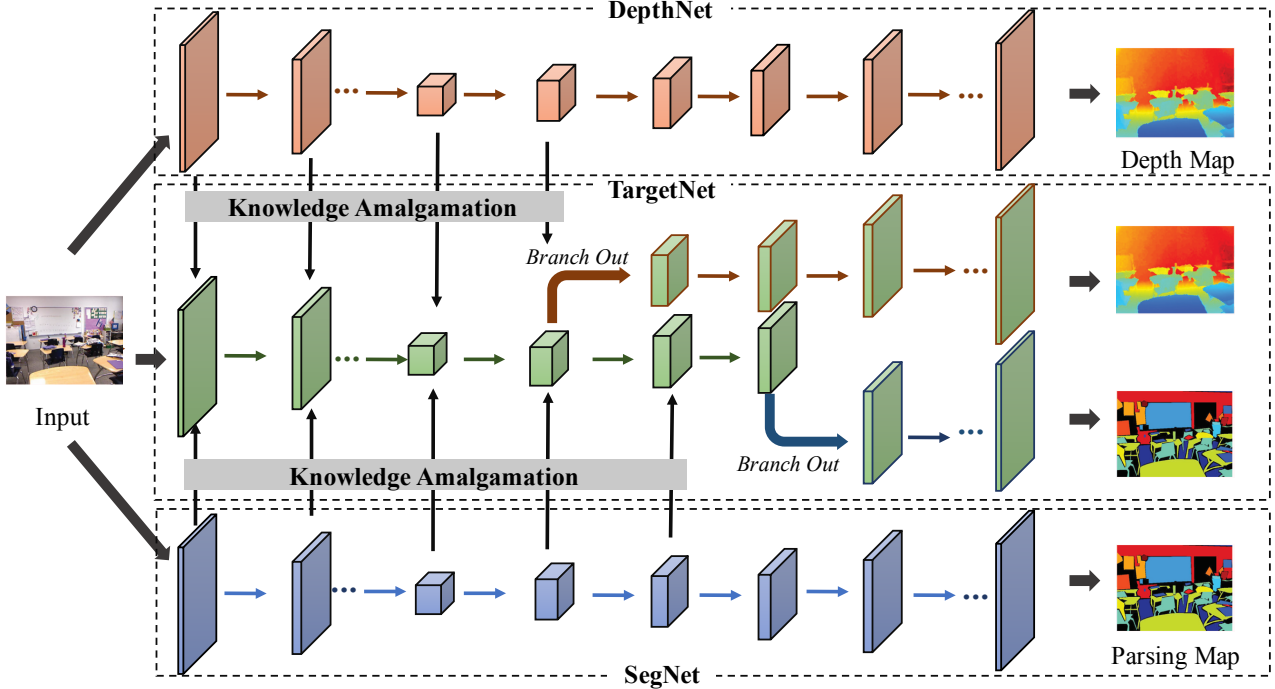 DepthNet
Depth Map
Knowledge Amalgamation
TargetNet
Branch Out
Input
Branch Out
Knowledge Amalgamation
Parsing Map
SegNet